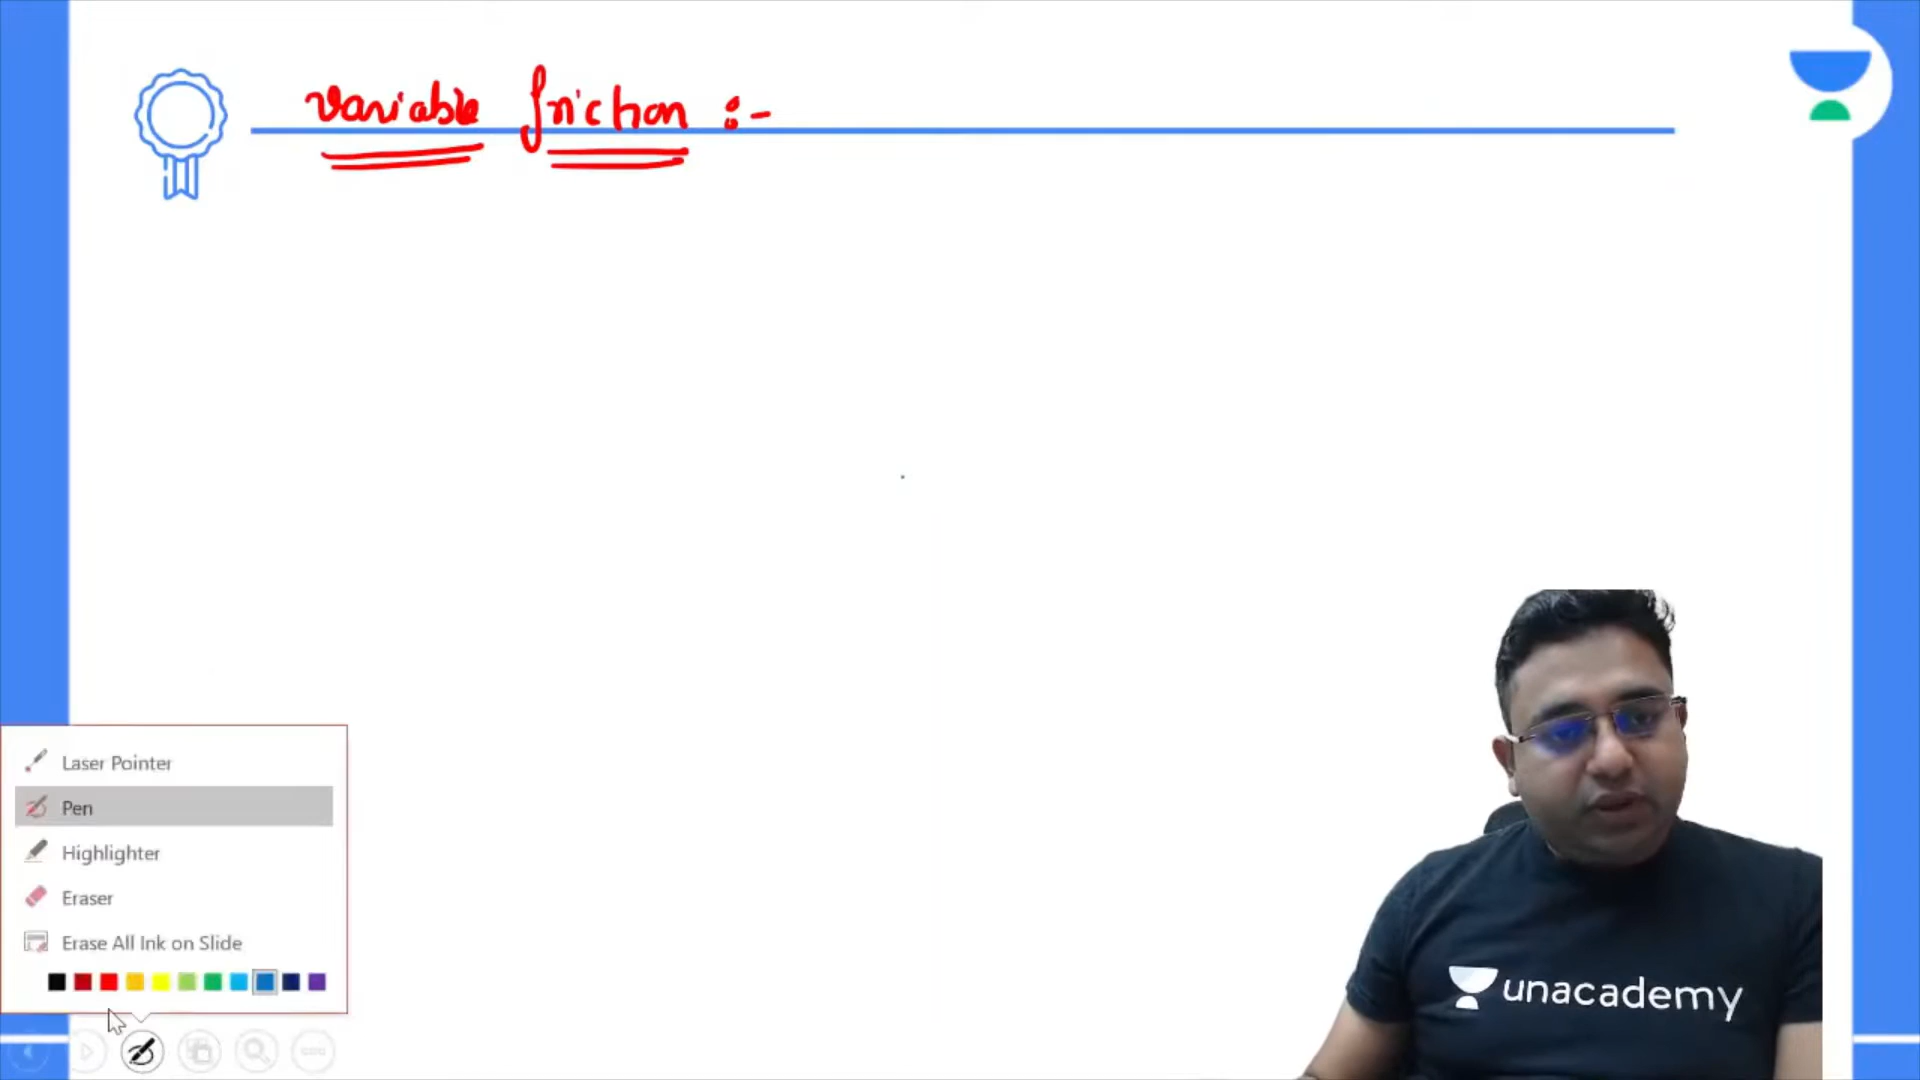 variable friction :-
Laser Pointer
Pen
Highlighter
Eraser
Erase All Ink on Slide
unacademy